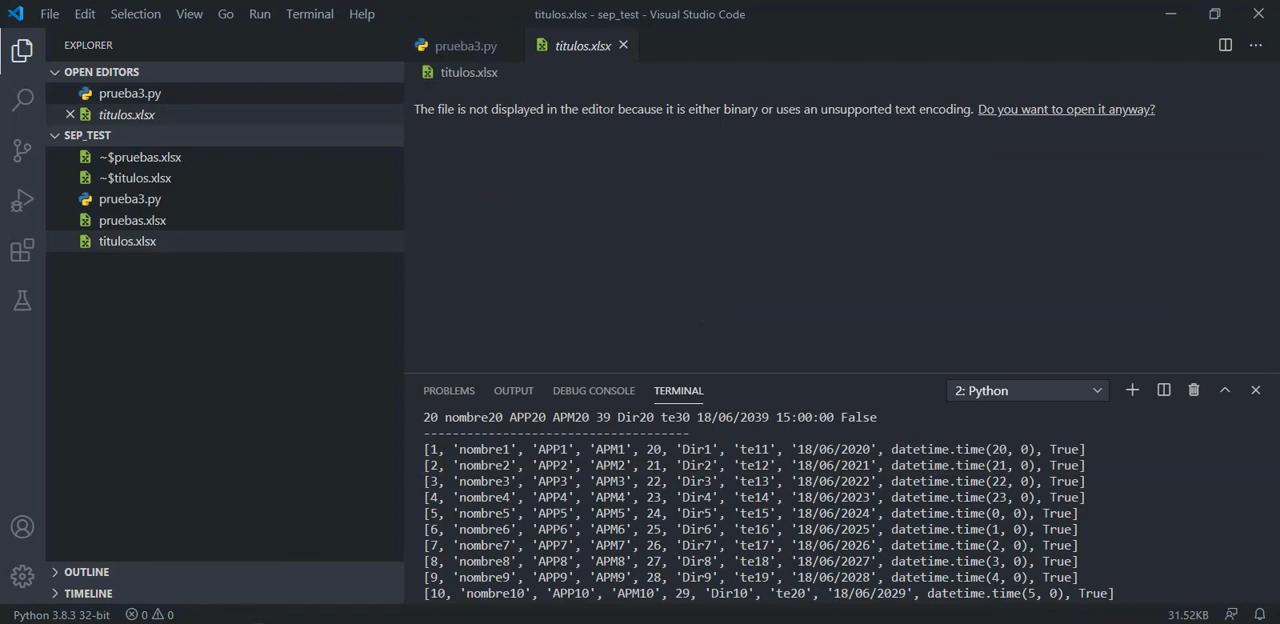 File Edit Selection View Go Run Terminal Help titulos.xlsx - sep_test - Visual Studio Code
EXPLORER
OPEN EDITORS
prueba3.py
titulos.xlsx
SEP_TEST
~$pruebas.xlsx
~$titulos.xlsx
prueba3.py
pruebas.xlsx
titulos.xlsx
OUTLINE
TIMELINE
prueba3.py titulos.xlsx
titulos.xlsx
The file is not displayed in the editor because it is either binary or uses an unsupported text encoding. Do you want to open it anyway?
PROBLEMS OUTPUT DEBUG CONSOLE TERMINAL 2: Python
20 nombre20 APP20 APM20 39 Dir20 te30 18/06/2039 15:00:00 False
-----------------------------------
[1, 'nombre1', 'APP1', 'APM1', 20, 'Dir1', 'te11', '18/06/2020', datetime.time(20, 0), True]
[2, 'nombre2', 'APP2', 'APM2', 21, 'Dir2', 'te12', '18/06/2021', datetime.time(21, 0), True]
[3, 'nombre3', 'APP3', 'APM3', 22, 'Dir3', 'te13', '18/06/2022', datetime.time(22, 0), True]
[4, 'nombre4', 'APP4', 'APM4', 23, 'Dir4', 'te14', '18/06/2023', datetime.time(23, 0), True]
[5, 'nombre5', 'APP5', 'APM5', 24, 'Dir5', 'te15', '18/06/2024', datetime.time(0, 0), True]
[6, 'nombre6', 'APP6', 'APM6', 25, 'Dir6', 'te16', '18/06/2025', datetime.time(1, 0), True]
[7, 'nombre7', 'APP7', 'APM7', 26, 'Dir7', 'te17', '18/06/2026', datetime.time(2, 0), True]
[8, 'nombre8', 'APP8', 'APM8', 27, 'Dir8', 'te18', '18/06/2027', datetime.time(3, 0), True]
[9, 'nombre9', 'APP9', 'APM9', 28, 'Dir9', 'te19', '18/06/2028', datetime.time(4, 0), True]
[10, 'nombre10', 'APP10', 'APM10', 29, 'Dir10', 'te20', '18/06/2029', datetime.time(5, 0), True]
Python 3.8.3 32-bit 0 0 31.52KB